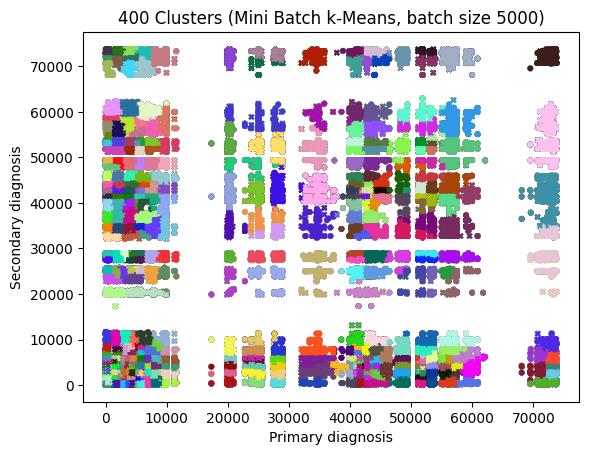 400 Clusters (Mini Batch k-Means, batch size 5000)
70000
60000
50000
40000
30000
20000
10000
0
Secondary diagnosis
0 10000 20000 30000 40000 50000 60000 70000
Primary diagnosis